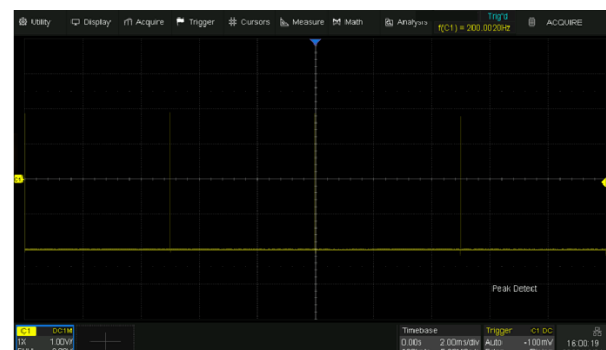 Utility Display Acquire Trigger Cursors Measure Math Analysis Trig'd ACQUIRE
f(C1) = 200.0020Hz
C1
Peak Detect
C1 DC1M
1X 1.00V/
Timebase
0.00s 2.00ms/div
Trigger C1 DC
Auto -100mV
16:00:19